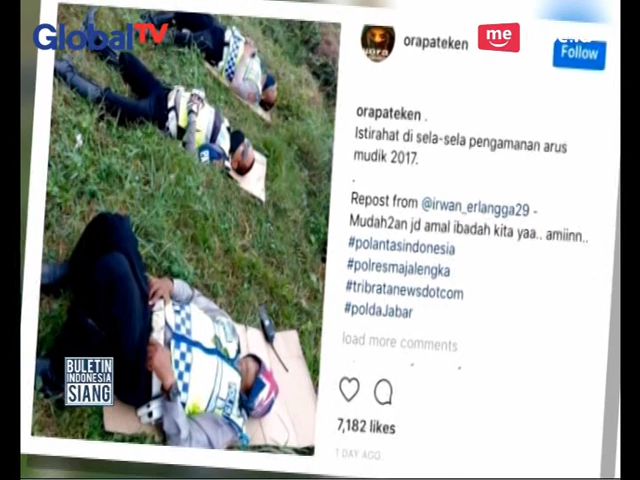 GlobalTV
orapateken
me
Follow
orapateken .
Istirahat di sela-sela pengamanan arus
mudik 2017.
.
Repost from @irwan_erlangga29 -
Mudah2an jd amal ibadah kita yaa.. amiinn..
#polantasindonesia
#polresmajalengka
#tribratanewsdotcom
#poldaJabar
load more comments
7,182 likes
1 DAY AGO
BULETIN
INDONESIA
SIANG